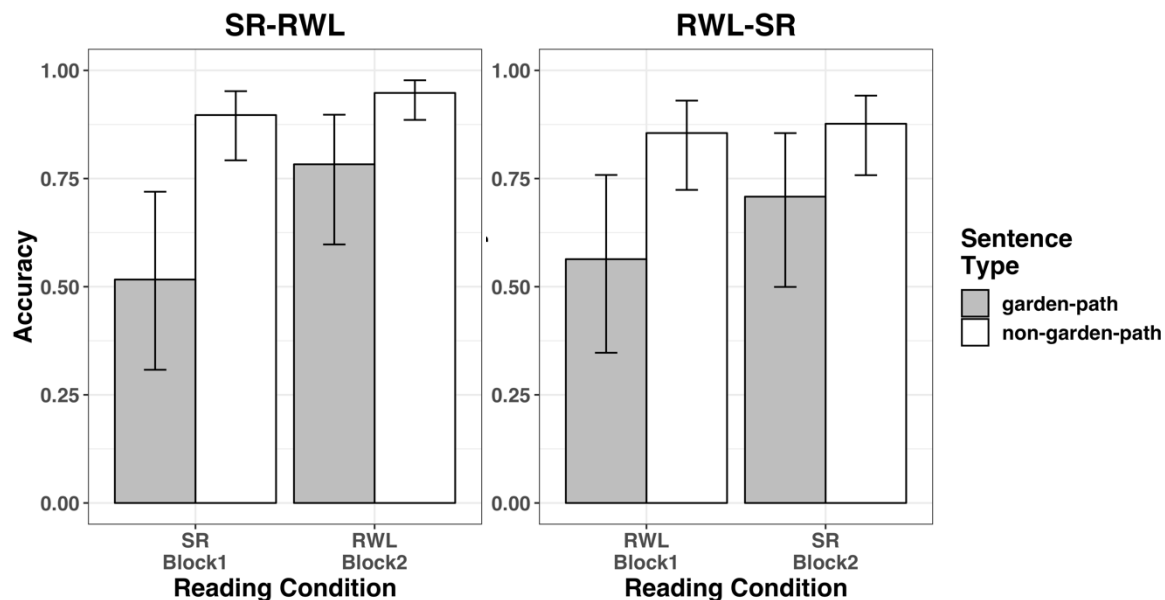 SR-RWL
1.00
0.75
0.50
0.25
0.00
Accuracy
SR
Block1
RWL
Block2
Reading Condition
RWL-SR
1.00
0.75
0.50
0.25
0.00
RWL
Block1
SR
Block2
Reading Condition
Sentence
Type
garden-path
non-garden-path